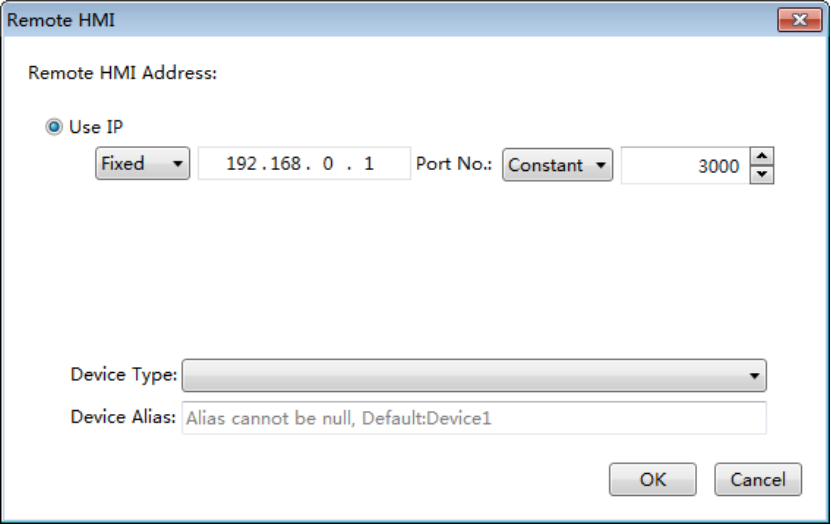 Remote HMI
Remote HMI Address:
Use IP
Fixed 192.168. 0 . 1 Port No.: Constant 3000
Device Type:
Device Alias: Alias cannot be null, Default:Device1
OK Cancel